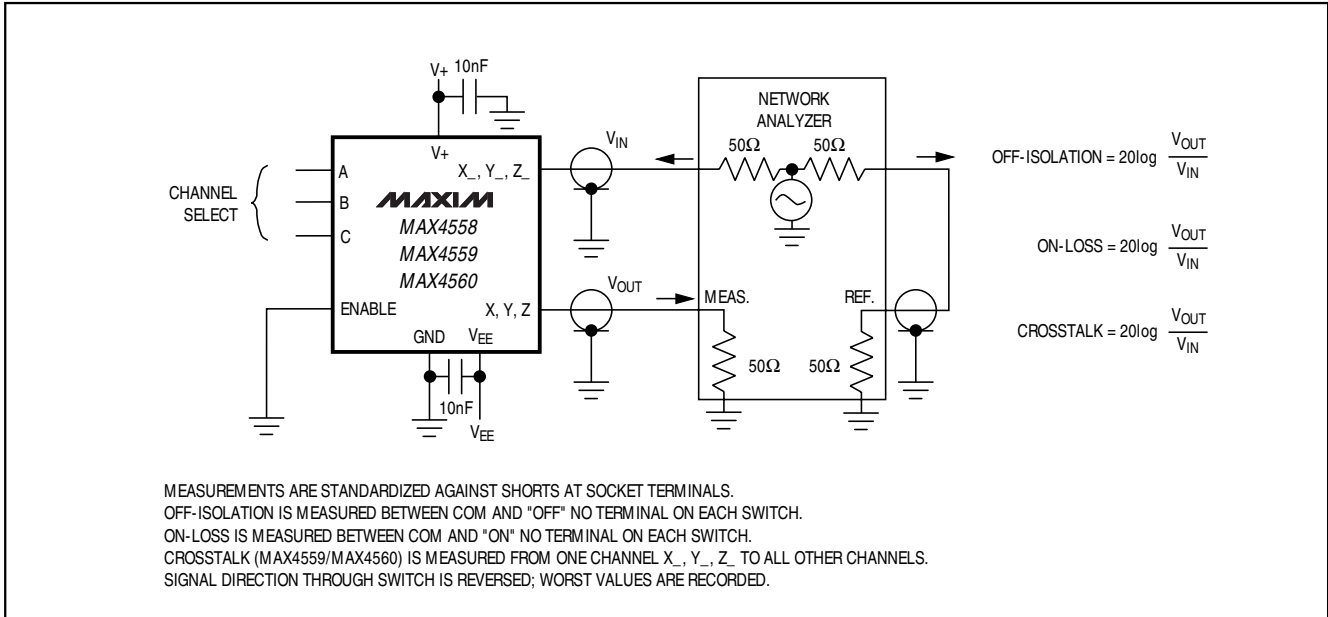 V+ 10nF
NETWORK
ANALYZER
50Ω 50Ω
VIN
V+
CHANNEL
SELECT
A
B
C
X_, Y_, Z_
MAXIM
MAX4558
MAX4559
MAX4560
ENABLE
X, Y, Z
GND VEE
VOUT
MEAS.
REF.
50Ω 50Ω
10nF
VEE
OFF-ISOLATION = 20log VOUT
VIN
ON-LOSS = 20log VOUT
VIN
CROSSTALK = 20log VOUT
VIN
MEASUREMENTS ARE STANDARDIZED AGAINST SHORTS AT SOCKET TERMINALS.
OFF-ISOLATION IS MEASURED BETWEEN COM AND "OFF" NO TERMINAL ON EACH SWITCH.
ON-LOSS IS MEASURED BETWEEN COM AND "ON" NO TERMINAL ON EACH SWITCH.
CROSSTALK (MAX4559/MAX4560) IS MEASURED FROM ONE CHANNEL X_, Y_, Z_ TO ALL OTHER CHANNELS.
SIGNAL DIRECTION THROUGH SWITCH IS REVERSED; WORST VALUES ARE RECORDED.